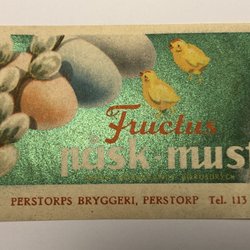 Fructus
påsk-must
PERSTORPS BRYGGERI, PERSTORP Tel. 113